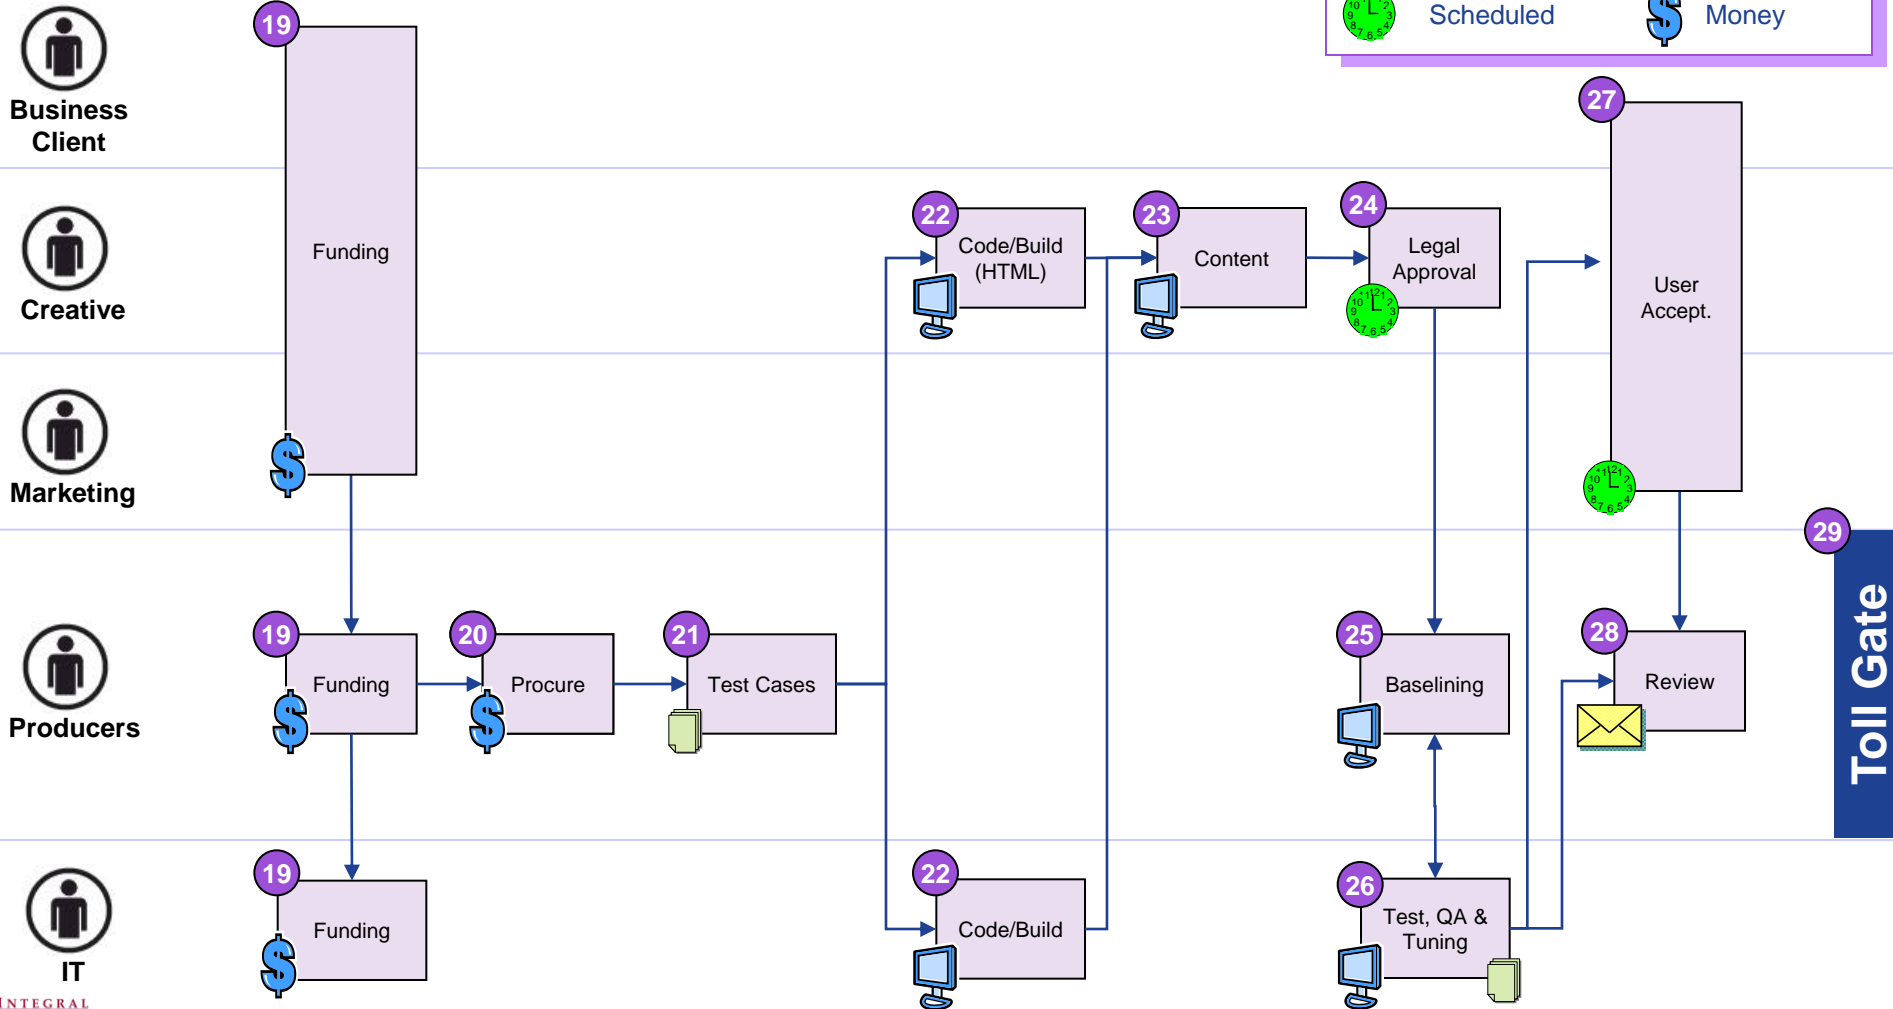 Scheduled
Money
19
27
Business
Client
22
23
24
Funding
Code/Build
(HTML)
Content
Legal
Approval
User
Accept.
Creative
Marketing
29
Toll Gate
19
20
21
25
28
Funding
Procure
Test Cases
Baselining
Review
Producers
19
22
26
Funding
Code/Build
Test, QA &
Tuning
IT
INTEGRAL